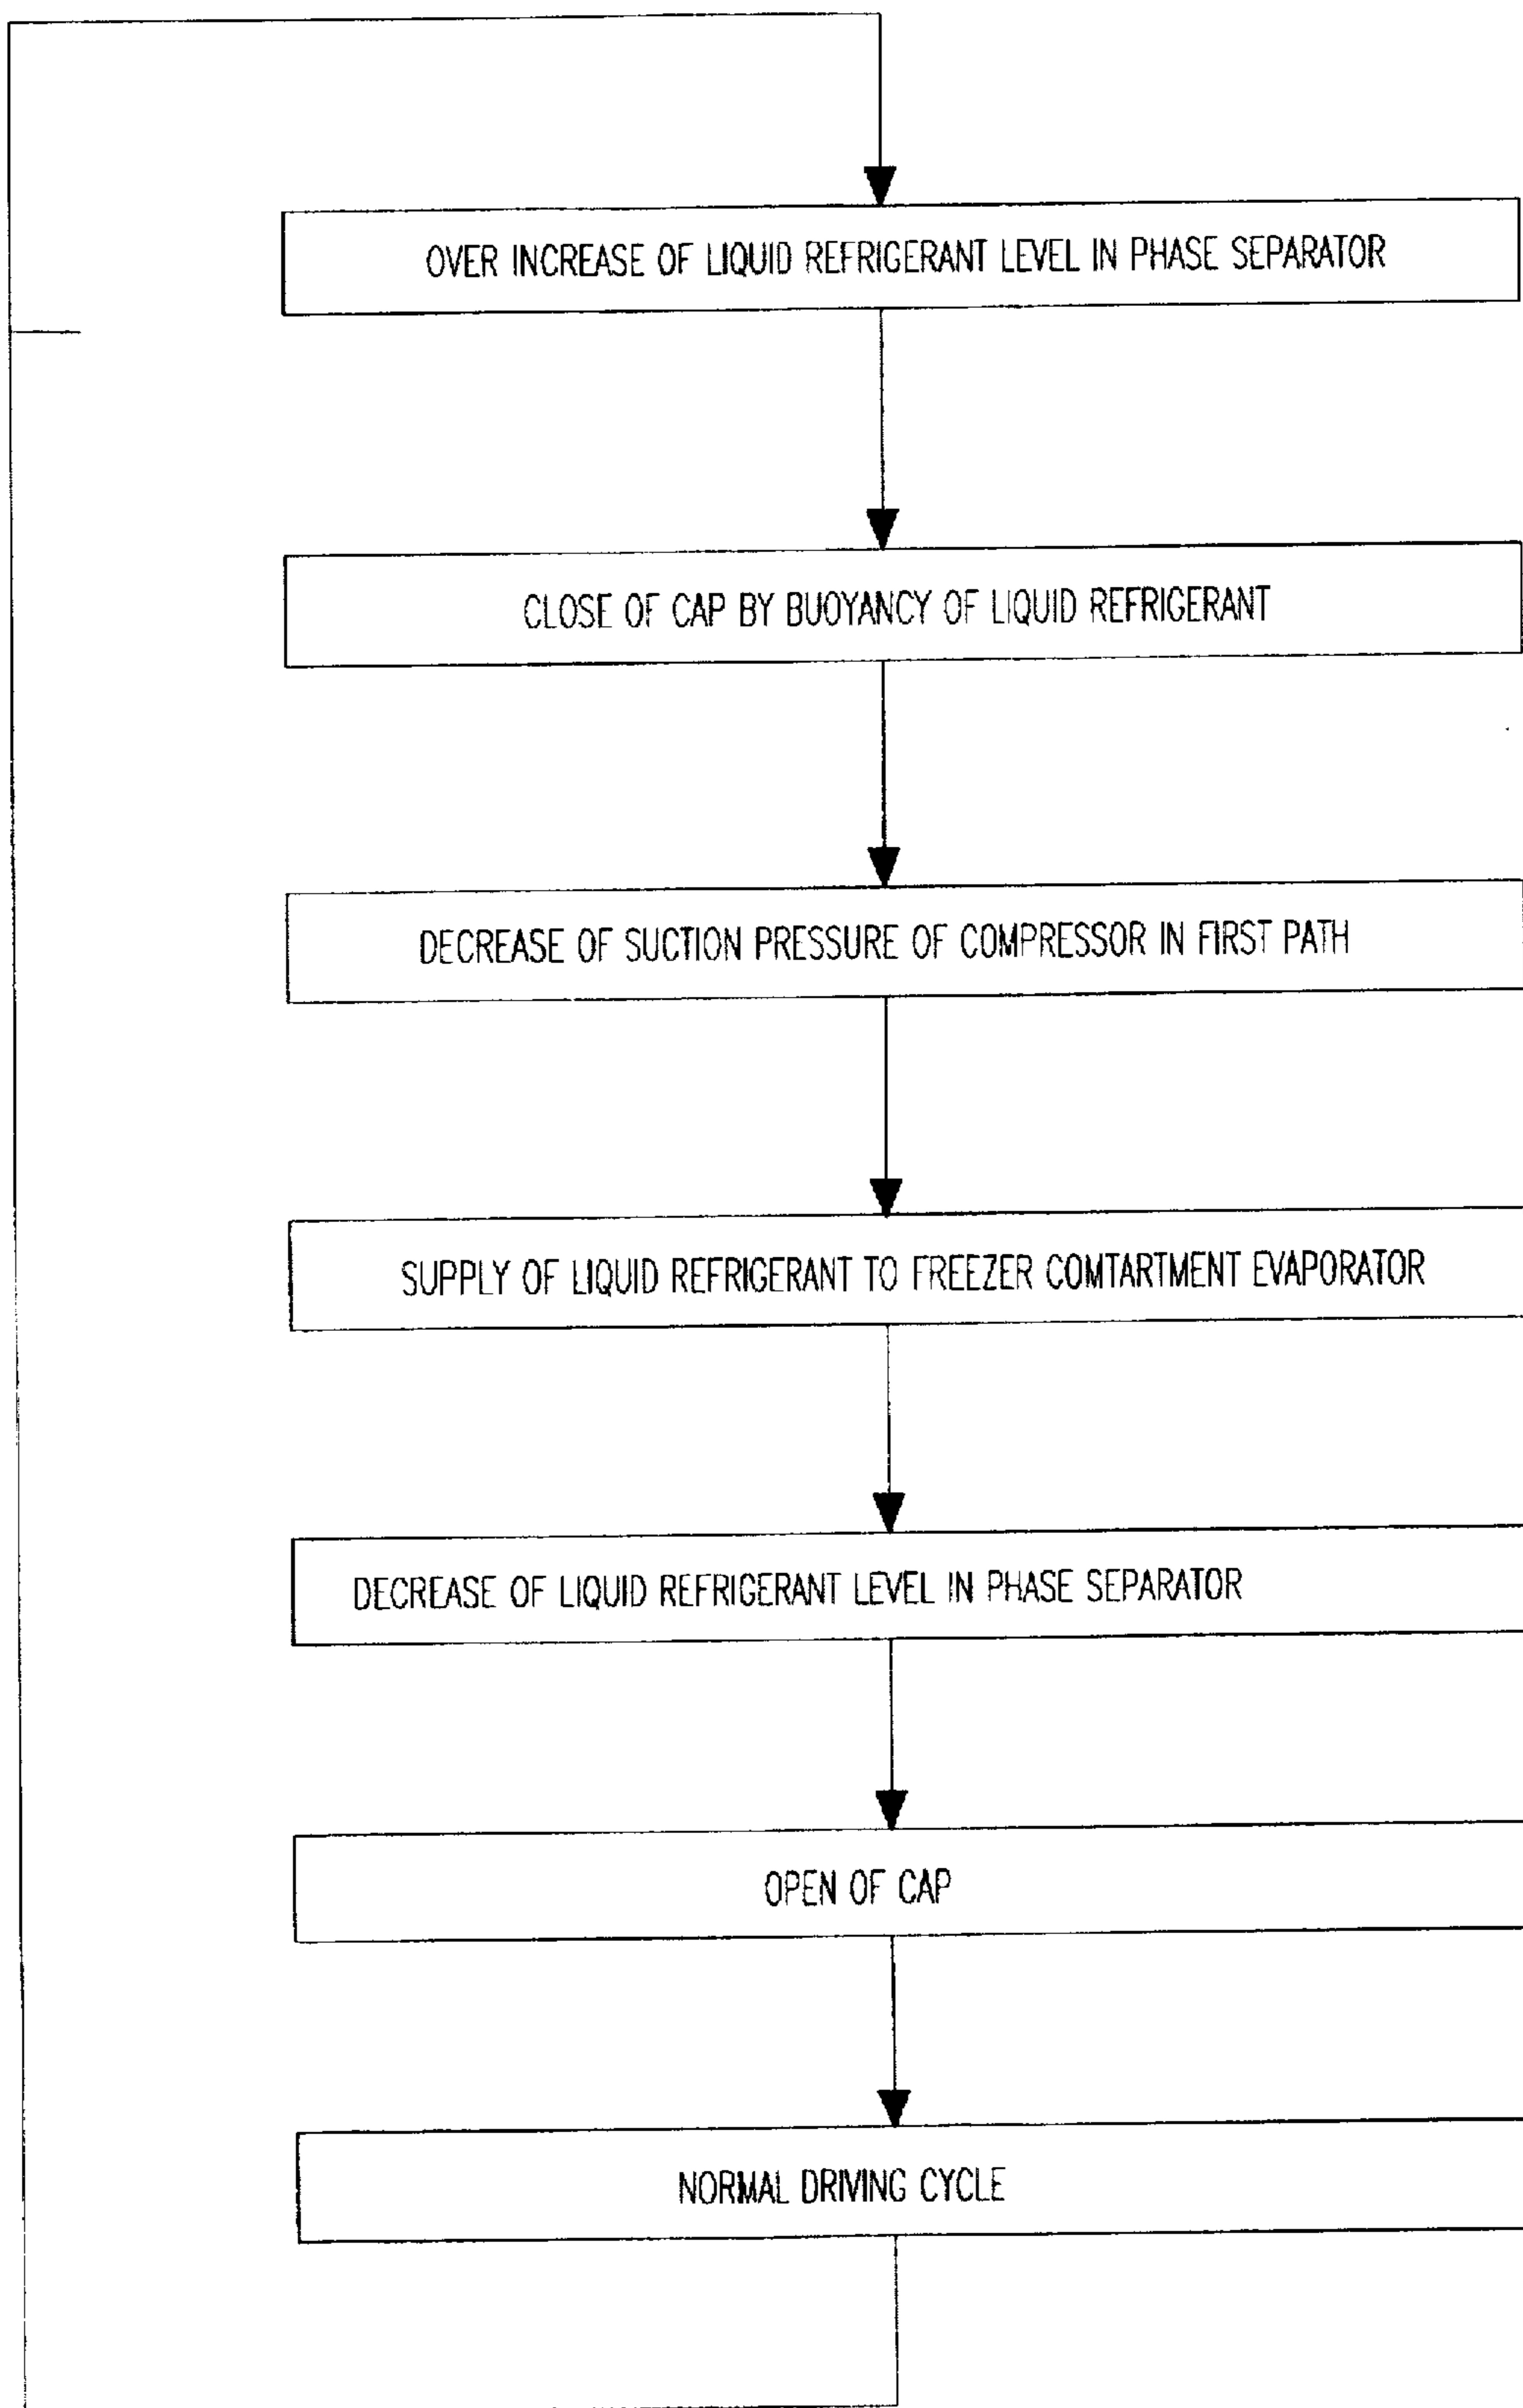 OVER INCREASE OF LIQUID REFRIGERANT LEVEL IN PHASE SEPARATOR
CLOSE OF CAP BY BUOYANCY OF LIQUID REFRIGERANT
DECREASE OF SUCTION PRESSURE OF COMPRESSOR IN FIRST PATH
SUPPLY OF LIQUID REFRIGERANT TO FREEZER COMTARTMENT EVAPORATOR
DECREASE OF LIQUID REFRIGERANT LEVEL IN PHASE SEPARATOR
OPEN OF CAP
NORMAL DRIVING CYCLE